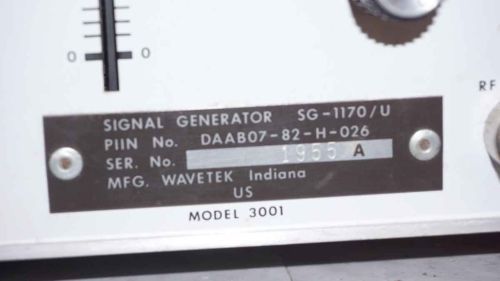 0 0
RF
SIGNAL GENERATOR SG-1170/U
PIIN No. DAAB07-82-H-026
SER. No. 1955 A
MFG. WAVETEK Indiana
US
MODEL 3001